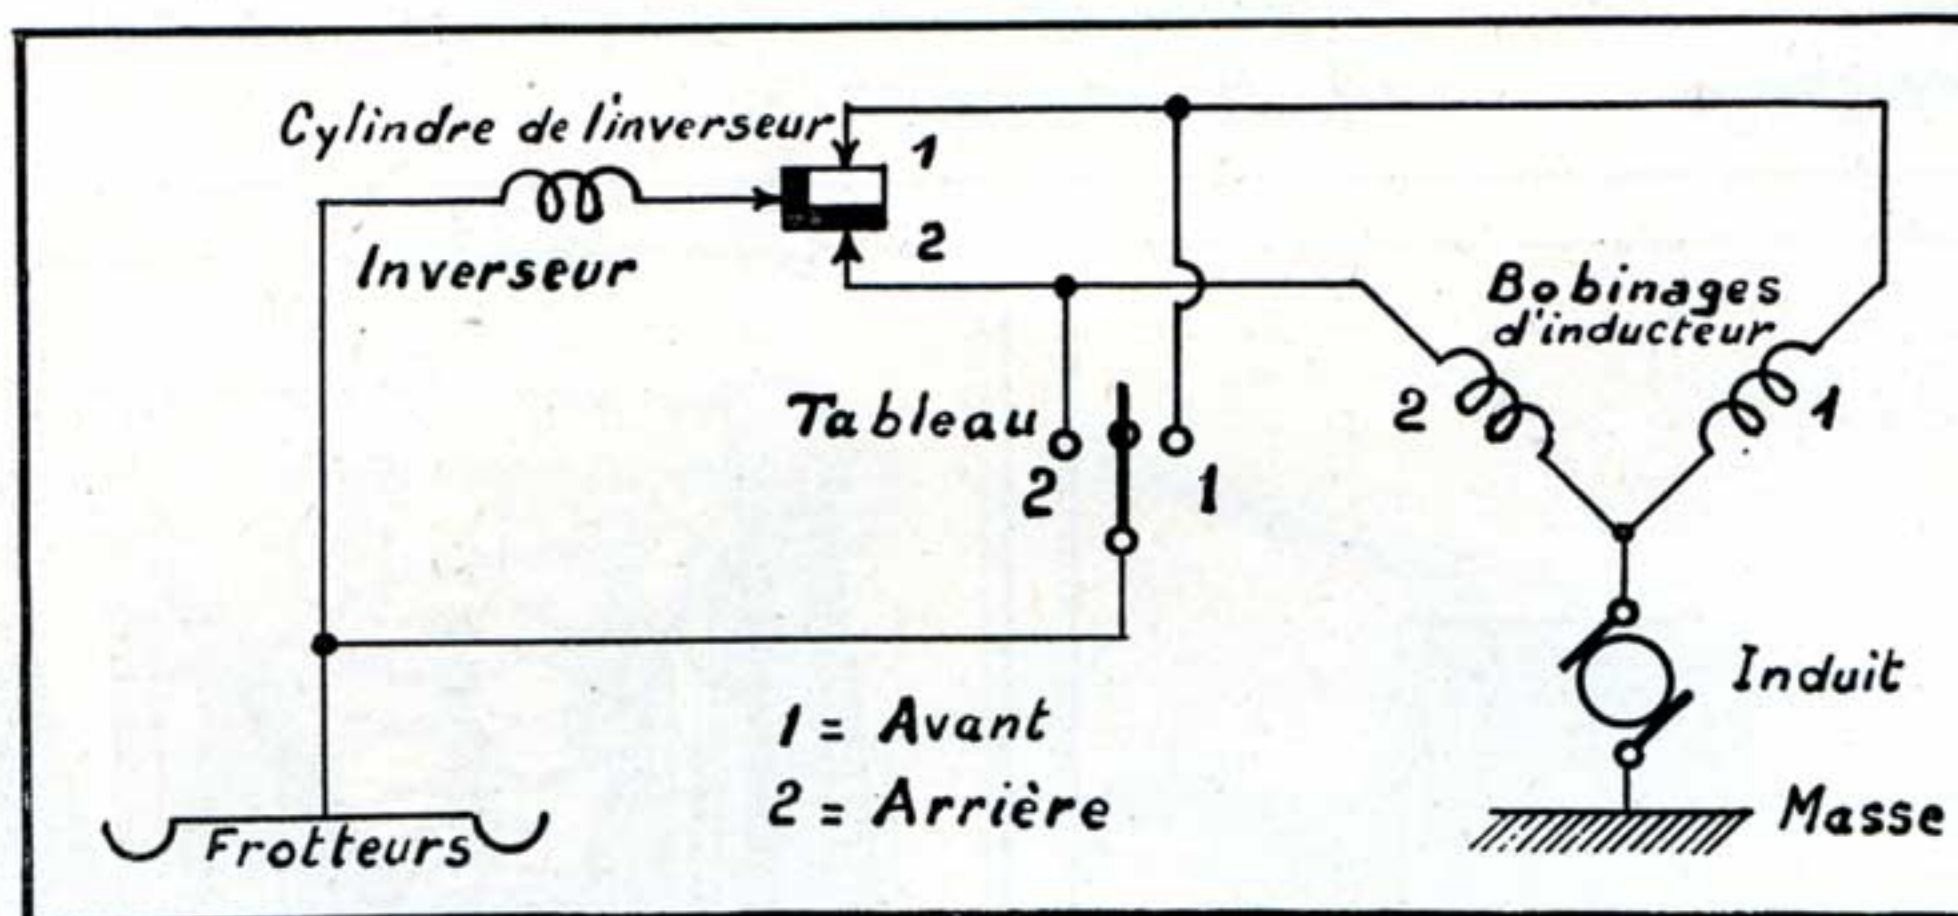 Cylindre de l'inverseur
1
2
Inverseur
Bobinages
d'inducteur
2
1
Tableau
2
1
Induit
1 = Avant
2 = Arrière
Masse
Frotteurs